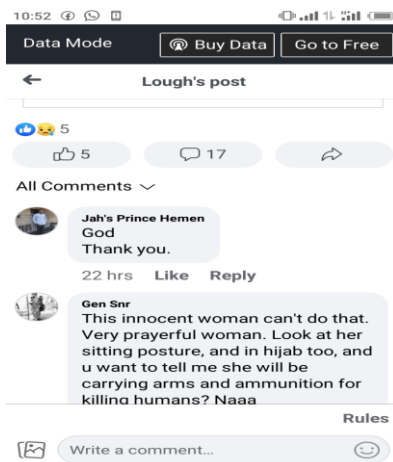 10:52
Data Mode
Buy Data
Go to Free
Lough's post
5
5
17
All Comments
Jah's Prince Hemen
God
Thank you.
22 hrs Like Reply
Gen Snr
This innocent woman can't do that.
Very prayerful woman. Look at her
sitting posture, and in hijab too, and
u want to tell me she will be
carrying arms and ammunition for
killing humans? Naaa
Rules
Write a comment...